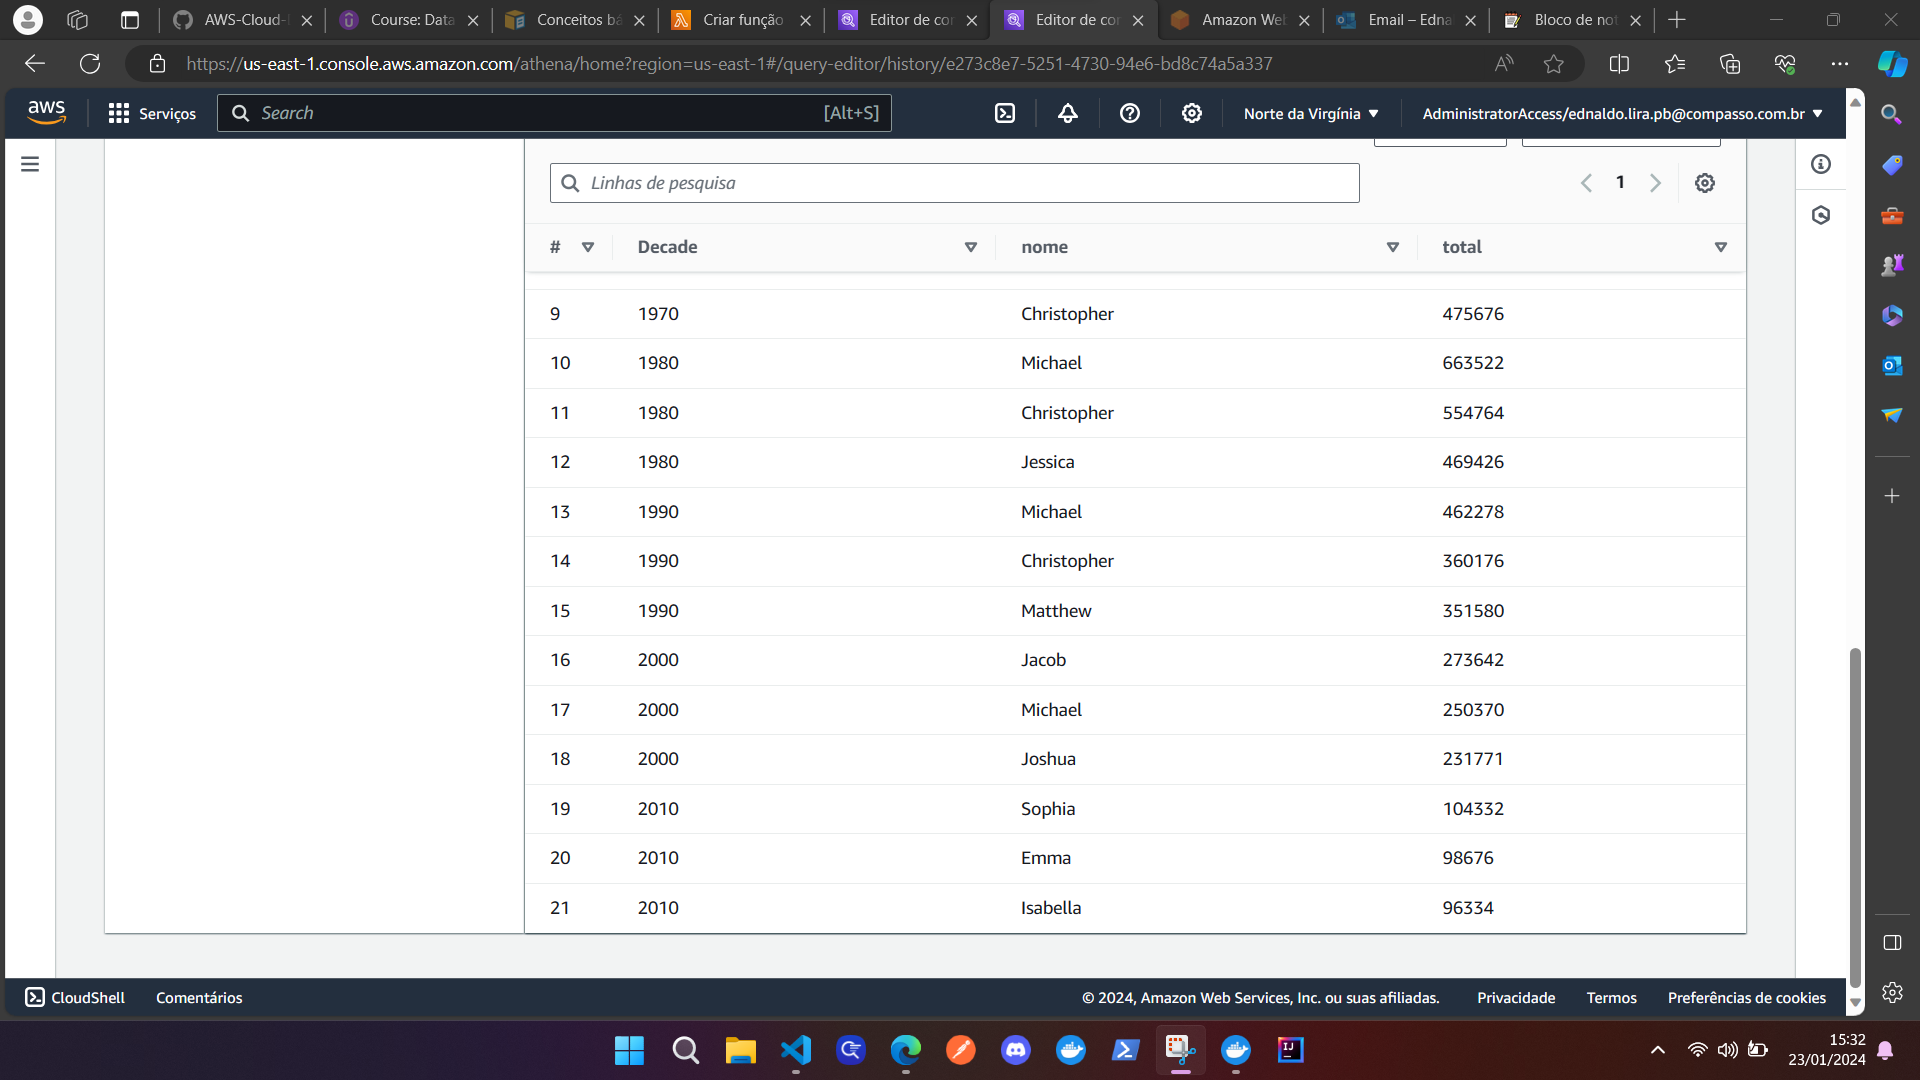 AWS-Cloud-
Course: Data
Conceitos bá
Criar função
Editor de co
Editor de co
Amazon Web
Email – Edna
Bloco de not
https://us-east-1.console.aws.amazon.com/athena/home?region=us-east-1#/query-editor/history/e273c8e7-5251-4730-94e6-bd8c74a5a337
aws
Serviços
Search
[Alt+S]
Norte da Virgínia
AdministratorAccess/ednaldo.lira.pb@compasso.com.br
Linhas de pesquisa
1
# Decade nome total
9 1970 Christopher 475676
10 1980 Michael 663522
11 1980 Christopher 554764
12 1980 Jessica 469426
13 1990 Michael 462278
14 1990 Christopher 360176
15 1990 Matthew 351580
16 2000 Jacob 273642
17 2000 Michael 250370
18 2000 Joshua 231771
19 2010 Sophia 104332
20 2010 Emma 98676
21 2010 Isabella 96334
CloudShell
Comentários
© 2024, Amazon Web Services, Inc. ou suas afiliadas.
Privacidade
Termos
Preferências de cookies
15:32
23/01/2024